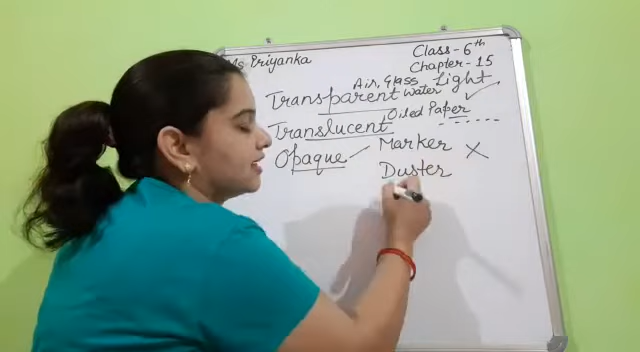 Ms Priyanka
Class - 6th
Chapter - 15
Light
Air, Glass
Transparent water
Translucent Oiled Paper
Opaque Marker
Duster